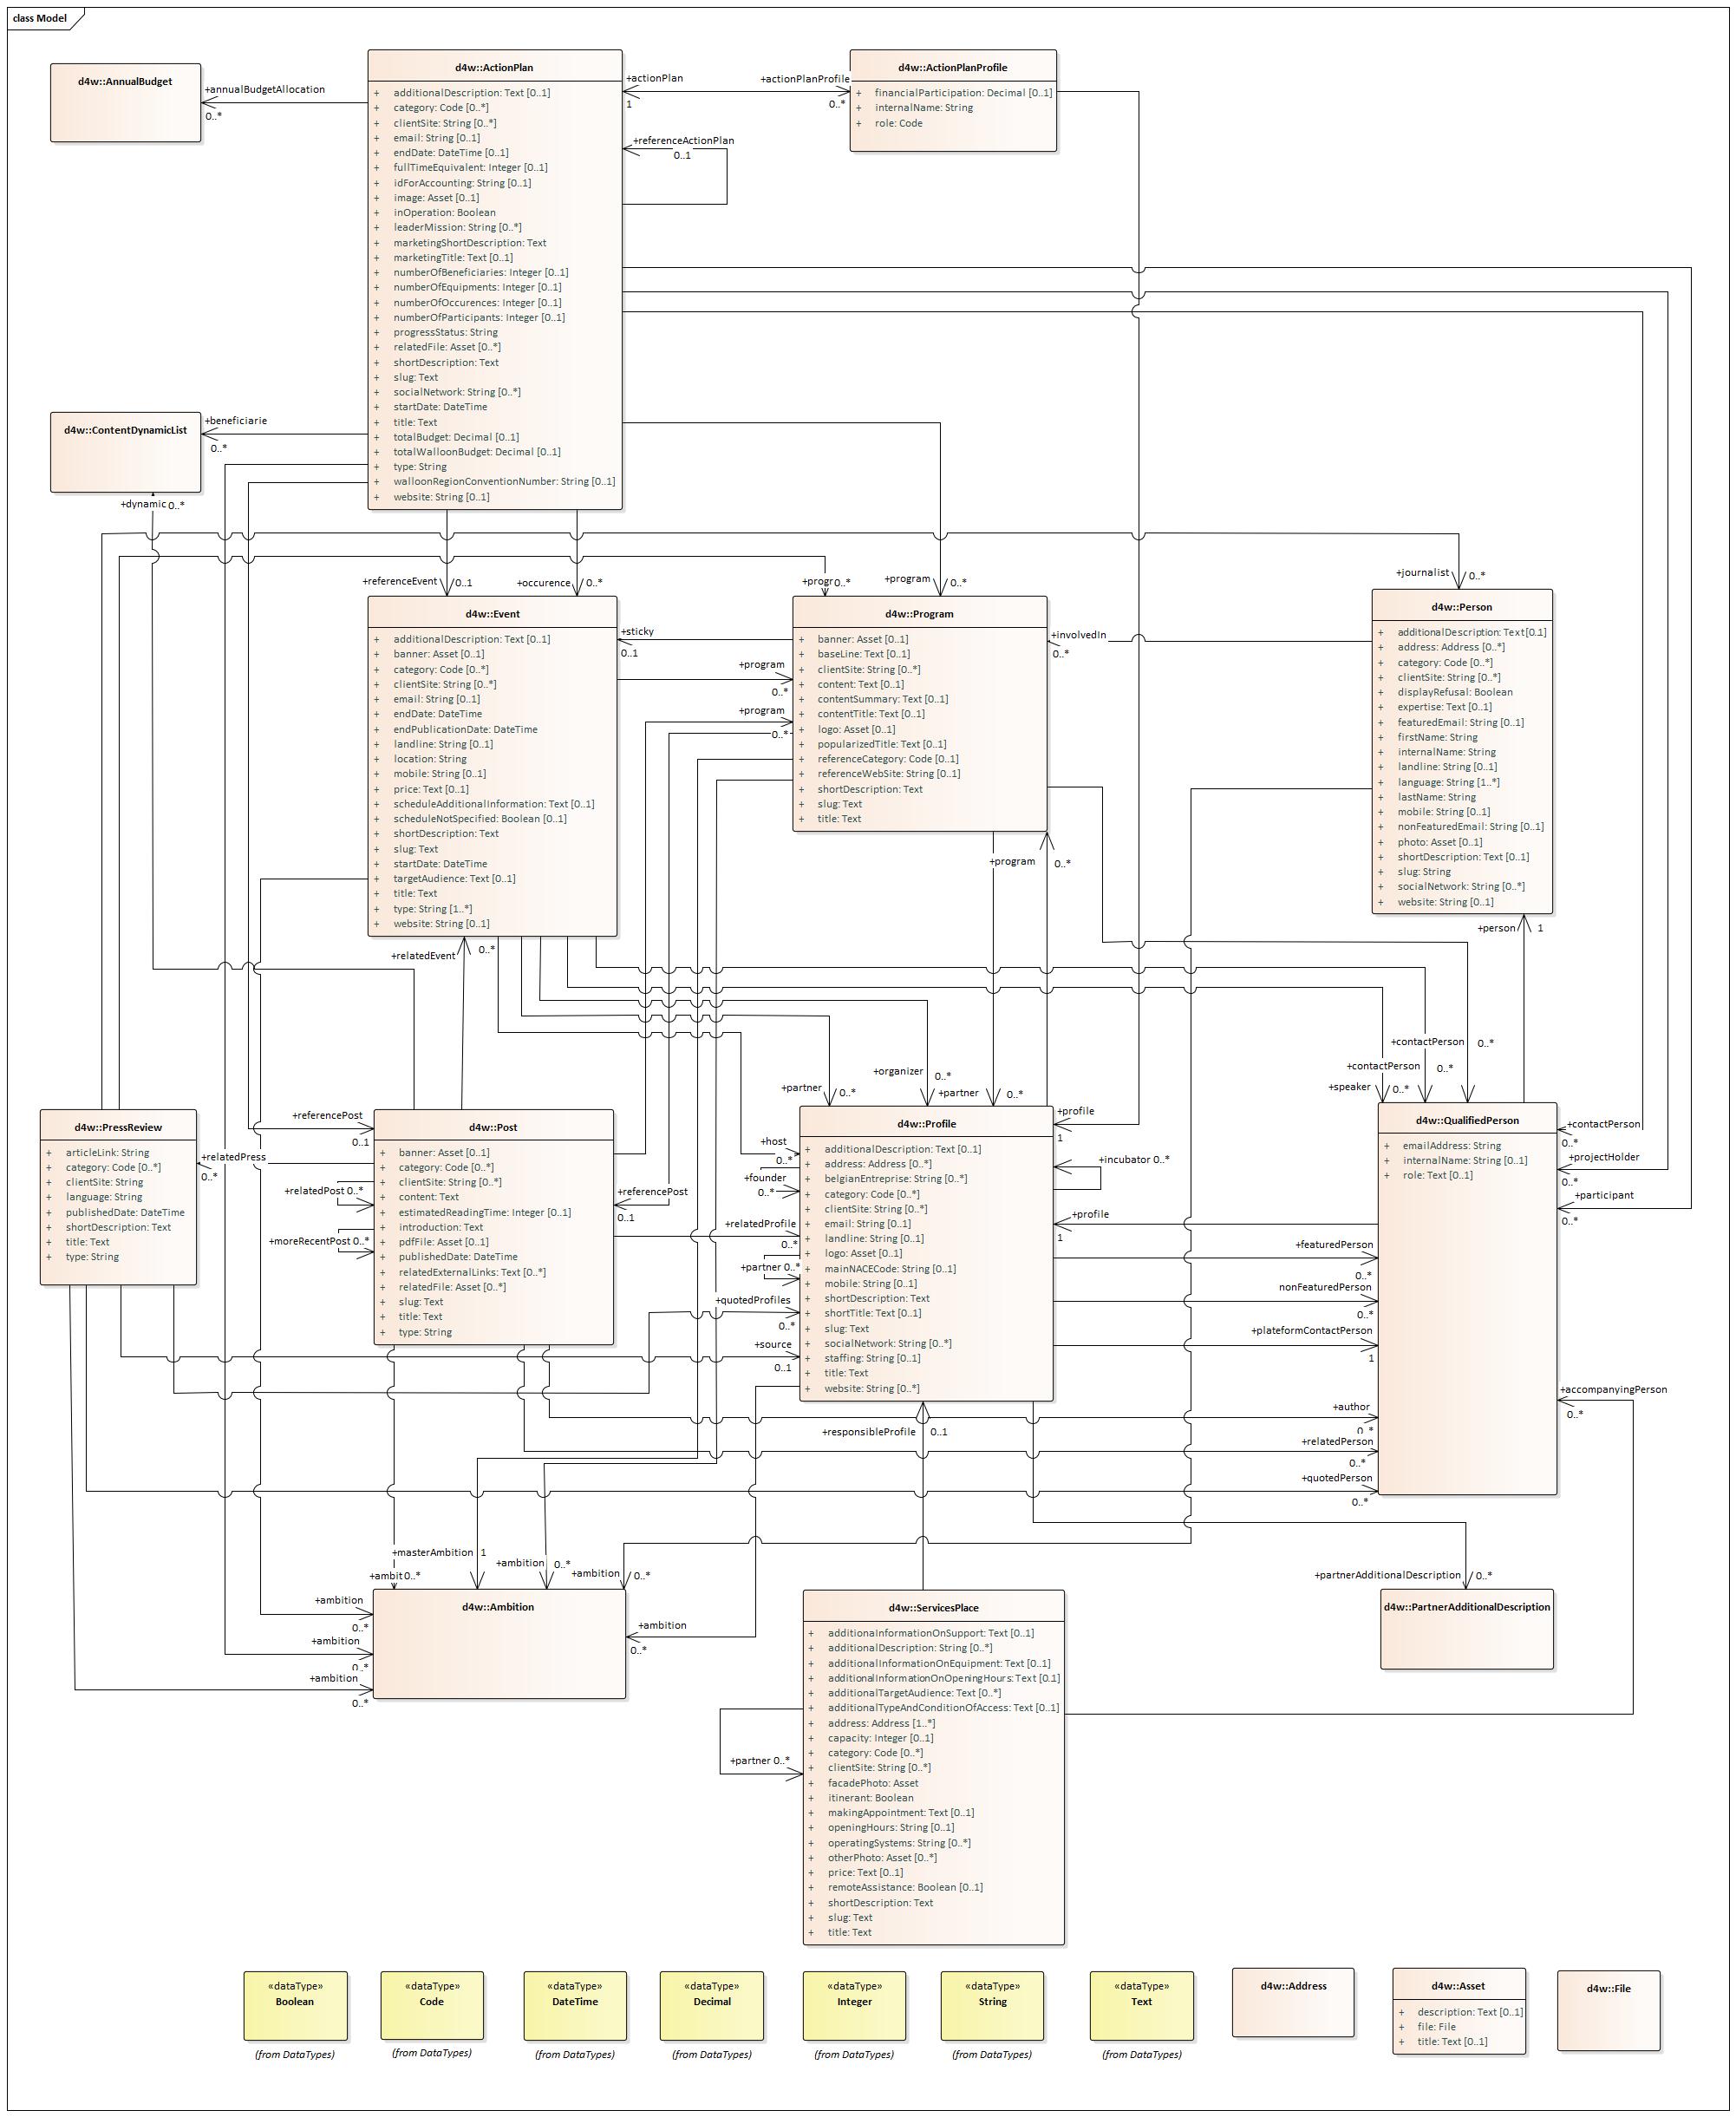 class Model
d4w::AnnualBudget
+annualBudgetAllocation
0..*
d4w::ActionPlan
+ additionalDescription: Text [0..1]
+ category: Code [0..*]
+ clientSite: String [0..*]
+ email: String [0..1]
+ endDate: DateTime [0..1]
+ fullTimeEquivalent: Integer [0..1]
+ idForAccounting: String [0..1]
+ image: Asset [0..1]
+ inOperation: Boolean
+ leaderMission: String [0..*]
+ marketingShortDescription: Text
+ marketingTitle: Text [0..1]
+ numberOfBeneficiaries: Integer [0..1]
+ numberOfEquipments: Integer [0..1]
+ numberOfOccurences: Integer [0..1]
+ numberOfParticipants: Integer [0..1]
+ progressStatus: String
+ relatedFile: Asset [0..*]
+ shortDescription: Text
+ slug: Text
+ socialNetwork: String [0..*]
+ startDate: DateTime
+ title: Text
+ totalBudget: Decimal [0..1]
+ totalWalloonBudget: Decimal [0..1]
+ type: String
+ walloonRegionConventionNumber: String [0..1]
+ website: String [0..1]
+actionPlan
1
+actionPlanProfile
0..*
+referenceActionPlan
0..1
d4w::ActionPlanProfile
+ financialParticipation: Decimal [0..1]
+ internalName: String
+ role: Code
d4w::ContentDynamicList
+beneficiarie
0..*
+dynamic 0..*
+referenceEvent 0..1
+occurence 0..*
+progr 0..*
+program 0..*
+journalist 0..*
d4w::Event
+ additionalDescription: Text [0..1]
+ banner: Asset [0..1]
+ category: Code [0..*]
+ clientSite: String [0..*]
+ email: String [0..1]
+ endDate: DateTime
+ endPublicationDate: DateTime
+ landline: String [0..1]
+ location: String
+ mobile: String [0..1]
+ price: Text [0..1]
+ scheduleAdditionalInformation: Text [0..1]
+ scheduleNotSpecified: Boolean [0..1]
+ shortDescription: Text
+ slug: Text
+ startDate: DateTime
+ targetAudience: Text [0..1]
+ title: Text
+ type: String [1..*]
+ website: String [0..1]
+sticky
0..1
+program
0..*
+program
0..*
d4w::Program
+ banner: Asset [0..1]
+ baseLine: Text [0..1]
+ clientSite: String [0..*]
+ content: Text [0..1]
+ contentSummary: Text [0..1]
+ contentTitle: Text [0..1]
+ logo: Asset [0..1]
+ popularizedTitle: Text [0..1]
+ referenceCategory: Code [0..1]
+ referenceWebSite: String [0..1]
+ shortDescription: Text
+ slug: Text
+ title: Text
+involvedIn
0..*
+program 0..*
d4w::Person
+ additionalDescription: Text[0..1]
+ address: Address [0..*]
+ category: Code [0..*]
+ clientSite: String [0..*]
+ displayRefusal: Boolean
+ expertise: Text [0..1]
+ featuredEmail: String [0..1]
+ firstName: String
+ internalName: String
+ landline: String [0..1]
+ language: String [1..*]
+ lastName: String
+ mobile: String [0..1]
+ nonFeaturedEmail: String [0..1]
+ photo: Asset [0..1]
+ shortDescription: Text [0..1]
+ slug: String
+ socialNetwork: String [0..*]
+ website: String [0..1]
+person 1
+relatedEvent 0..*
+contactPerson 0..*
+contactPerson 0..*
+speaker 0..*
+partner 0..*
+organizer 0..*
+partner 0..*
d4w::PressReview
+ articleLink: String
+ category: Code [0..*]
+ clientSite: String
+ language: String
+ publishedDate: DateTime
+ shortDescription: Text
+ title: Text
+ type: String
+referencePost
0..1
+relatedPress
0..*
+relatedPost 0..*
+moreRecentPost 0..*
d4w::Post
+ banner: Asset [0..1]
+ category: Code [0..*]
+ clientSite: String [0..*]
+ content: Text
+ estimatedReadingTime: Integer [0..1]
+ introduction: Text
+ pdfFile: Asset [0..1]
+ publishedDate: DateTime
+ relatedExternalLinks: Text [0..*]
+ relatedFile: Asset [0..*]
+ slug: Text
+ title: Text
+ type: String
+referencePost
0..1
+host
0..*
+founder
0..*
+relatedProfile
0..*
+partner 0..*
+quotedProfiles
0..*
+source
0..1
d4w::Profile
+ additionalDescription: Text [0..1]
+ address: Address [0..*]
+ belgianEntreprise: String [0..*]
+ category: Code [0..*]
+ clientSite: String [0..*]
+ email: String [0..1]
+ landline: String [0..1]
+ logo: Asset [0..1]
+ mainNACECode: String [0..1]
+ mobile: String [0..1]
+ shortDescription: Text
+ shortTitle: Text [0..1]
+ slug: Text
+ socialNetwork: String [0..*]
+ staffing: String [0..1]
+ title: Text
+ website: String [0..*]
+profile
1
+incubator 0..*
+profile
1
+featuredPerson
0..*
nonFeaturedPerson
0..*
+plateformContactPerson
1
+author
0..*
+relatedPerson
0..*
+quotedPerson
0..*
d4w::QualifiedPerson
+ emailAddress: String
+ internalName: String [0..1]
+ role: Text [0..1]
+contactPerson
0..*
+projectHolder
0..*
+participant
0..*
+accompanyingPerson
0..*
+responsibleProfile 0..1
+masterAmbition 1
+ambit 0..*
+ambition 0..*
+ambition 0..*
+ambition
0..*
+ambition
0..*
+ambition
0..*
d4w::Ambition
+ambition
0..*
+partnerAdditionalDescription 0..*
d4w::PartnerAdditionalDescription
d4w::ServicesPlace
+ additionaInformationOnSupport: Text [0..1]
+ additionalDescription: String [0..*]
+ additionalInformationOnEquipment: Text [0..1]
+ additionalInformationOnOpeningHours: Text [0..1]
+ additionalTargetAudience: Text [0..*]
+ additionalTypeAndConditionOfAccess: Text [0..1]
+ address: Address [1..*]
+ capacity: Integer [0..1]
+ category: Code [0..*]
+ clientSite: String [0..*]
+ facadePhoto: Asset
+ itinerant: Boolean
+ makingAppointment: Text [0..1]
+ openingHours: String [0..1]
+ operatingSystems: String [0..*]
+ otherPhoto: Asset [0..*]
+ price: Text [0..1]
+ remoteAssistance: Boolean [0..1]
+ shortDescription: Text
+ slug: Text
+ title: Text
+partner 0..*
«dataType»
Boolean
(from DataTypes)
«dataType»
Code
(from DataTypes)
«dataType»
DateTime
(from DataTypes)
«dataType»
Decimal
(from DataTypes)
«dataType»
Integer
(from DataTypes)
«dataType»
String
(from DataTypes)
«dataType»
Text
(from DataTypes)
d4w::Address
d4w::Asset
+ description: Text [0..1]
+ file: File
+ title: Text [0..1]
d4w::File